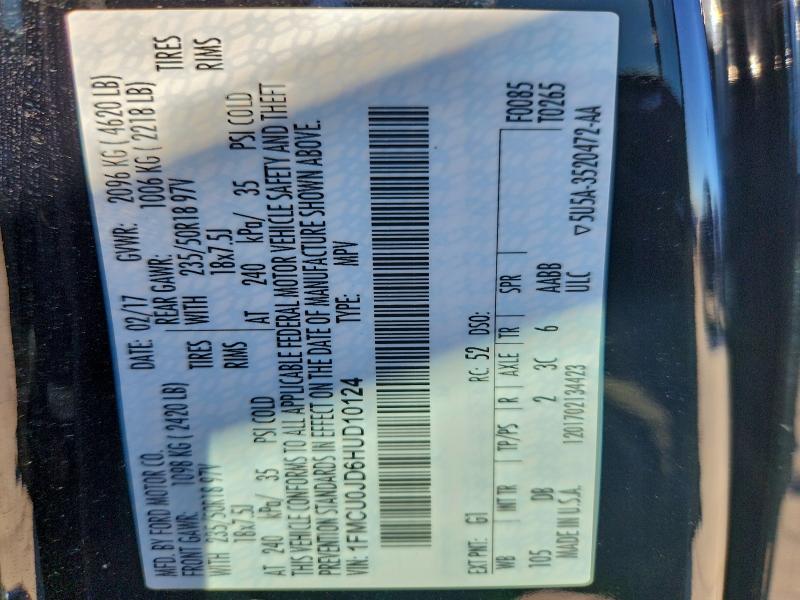 MFD. BY FORD MOTOR CO. DATE: 02/17 GVWR: 2096 KG ( 4620 LB)
FRONT GAWR: 1098 KG ( 2420 LB) REAR GAWR: 1006 KG ( 2218 LB)
WITH 235/50R18 97V TIRES WITH 235/50R18 97V TIRES
18x7.5J RIMS 18x7.5J RIMS
AT 240 kPa/ 35 PSI COLD AT 240 kPa/ 35 PSI COLD
THIS VEHICLE CONFORMS TO ALL APPLICABLE FEDERAL MOTOR VEHICLE SAFETY AND THEFT
PREVENTION STANDARDS IN EFFECT ON THE DATE OF MANUFACTURE SHOWN ABOVE.
VIN: 1FMCU0JD6HUD10124 TYPE: MPV
EXT PNT: G1 RC: 52 DSO: F0085
WB INT TR TP/PS R AXLE TR SPR T0265
105 DB 2 3C 6 AABB
MADE IN U.S.A. 1201702134423 ULC
▽5U5A-3520472-AA